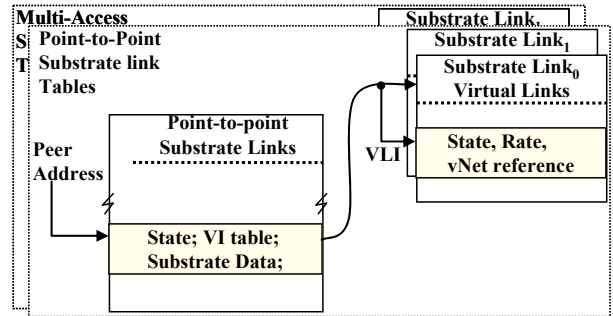 Multi-Access
S
T
Point-to-Point
Substrate link
Tables
Substrate Link
Substrate Link1
Substrate Link0
Virtual Links
State, Rate,
vNet reference
VLI
Point-to-point
Substrate Links
Peer
Address
State; VI table;
Substrate Data;